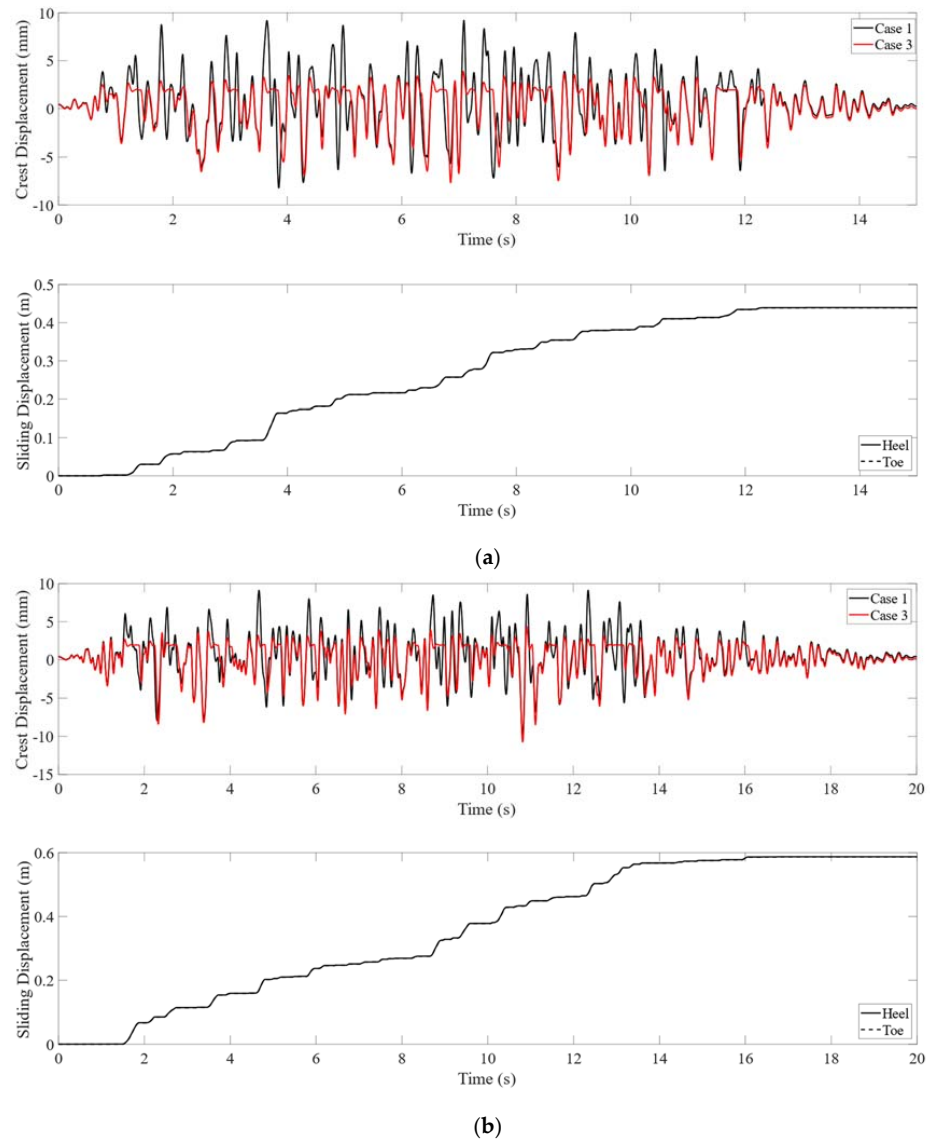 10
5
0
-5
-10
Crest Displacement (mm)
Case 1
Case 3
0 2 4 6 8 10 12 14
Time (s)
0.5
0.4
0.3
0.2
0.1
0
Sliding Displacement (m)
Heel
Toe
0 2 4 6 8 10 12 14
Time (s)
(a)
10
5
0
-5
-10
-15
Crest Displacement (mm)
Case 1
Case 3
0 2 4 6 8 10 12 14 16 18 20
Time (s)
0.6
0.4
0.2
0
Sliding Displacement (m)
Heel
Toe
0 2 4 6 8 10 12 14 16 18 20
Time (s)
(b)